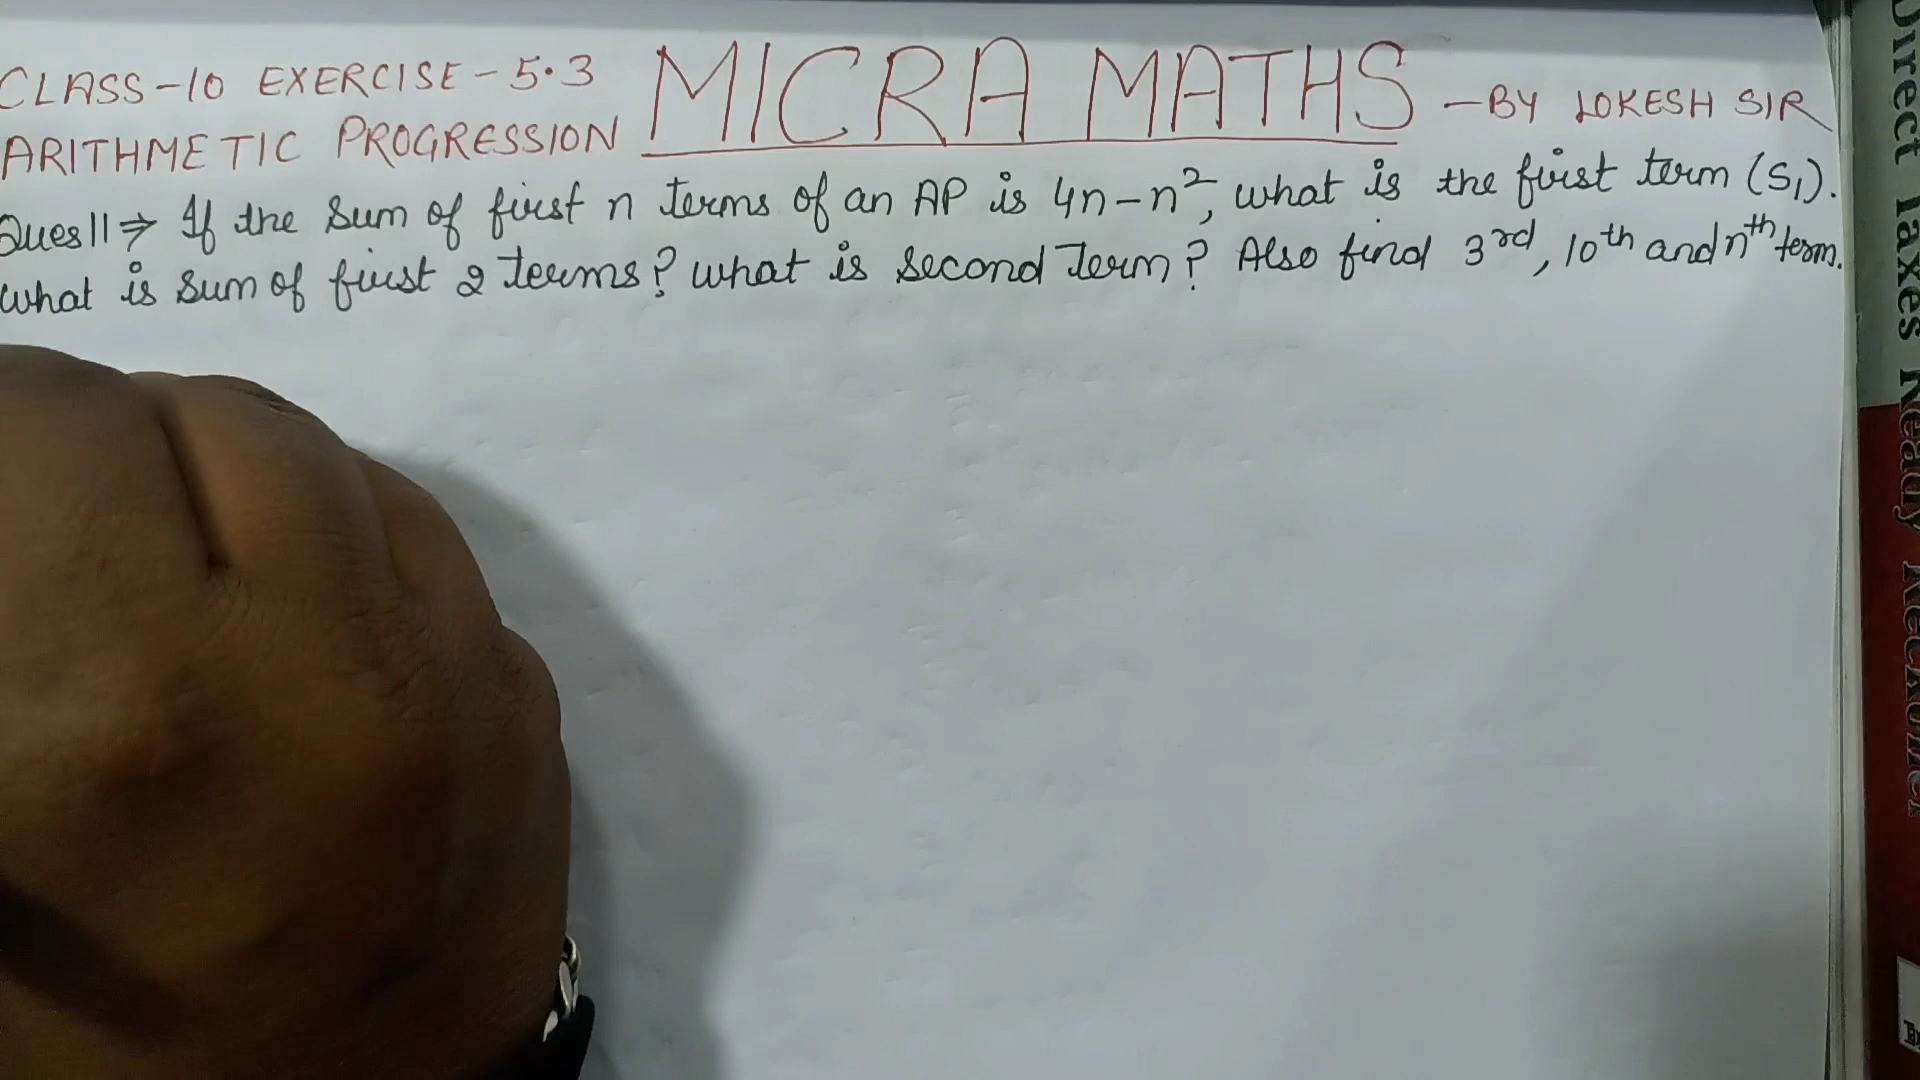 CLASS-10 EXERCISE-5.3 MICRA MATHS -BY LOKESH SIR
ARITHMETIC PROGRESSION
Ques 11 ⇒ If the sum of first n terms of an AP is 4n-n², what is the first term (S₁).
what is sum of first 2 terms? what is second term? Also find 3rd, 10th and nth term.
Direct Taxes Ready Reckoner